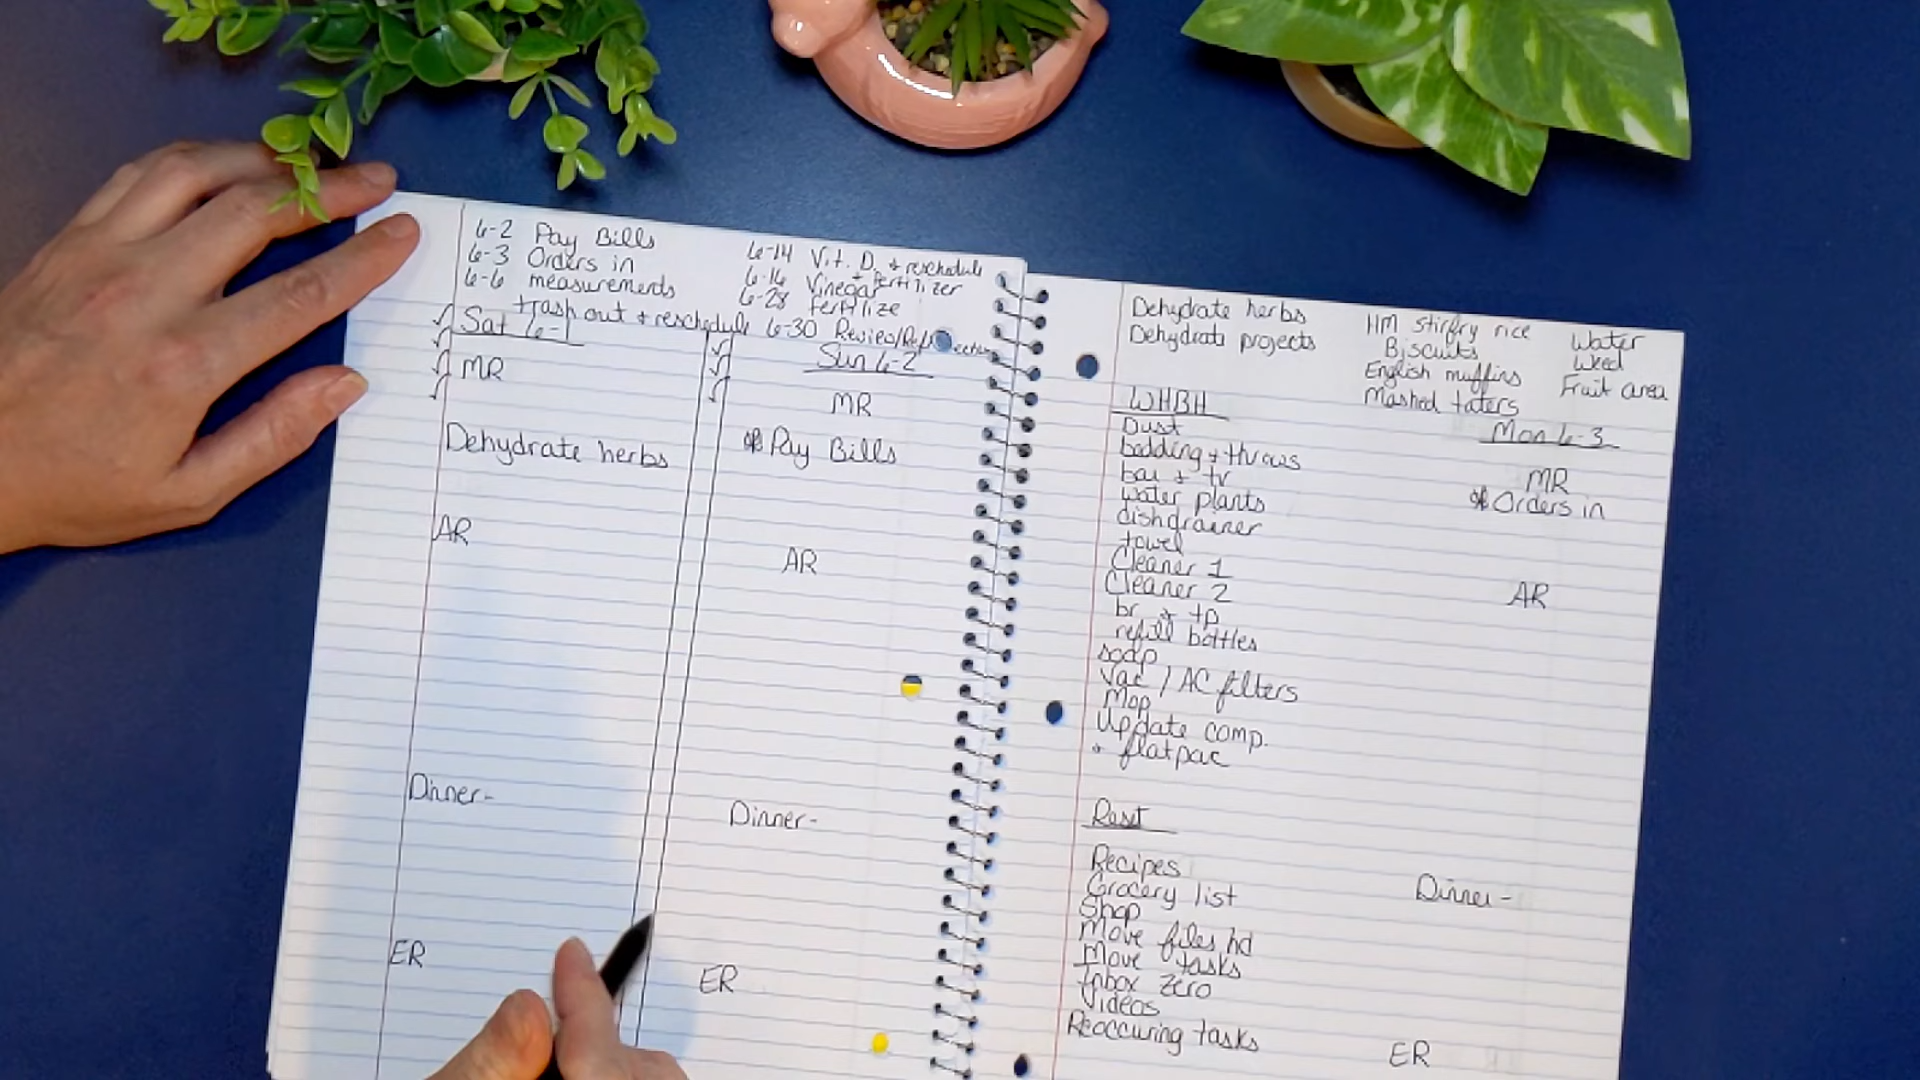 6-2 Pay Bills
6-3 Orders in
6-6 measurements
trash out + reschedule
6-14 Vit. D. + reschedule
6-16 Vinegar + fertilizer
6-28 fertilize
6-30
Sat 6-1
MR
Dehydrate herbs
AR
Dinner-
ER
Sun 6-2
MR
Pay Bills
AR
Dinner-
ER
Dehydrate herbs
Dehydrate projects
HM stirfry rice
Biscuits
English muffins
Mashed taters
Water
Weed
Fruit area
WHBH
Dust
bedding + throws
bar + tv
water plants
dishdrainer
towel
Cleaner 1
Cleaner 2
br + tp
refill bottles
soap
Vac / AC filters
Mop
Update comp.
+ flatpac
Reset
Recipes
Grocery list
Shop
Move files hd
Move tasks
Inbox zero
Videos
Reoccuring tasks
Mon 6-3
MR
Orders in
AR
Dinner-
ER